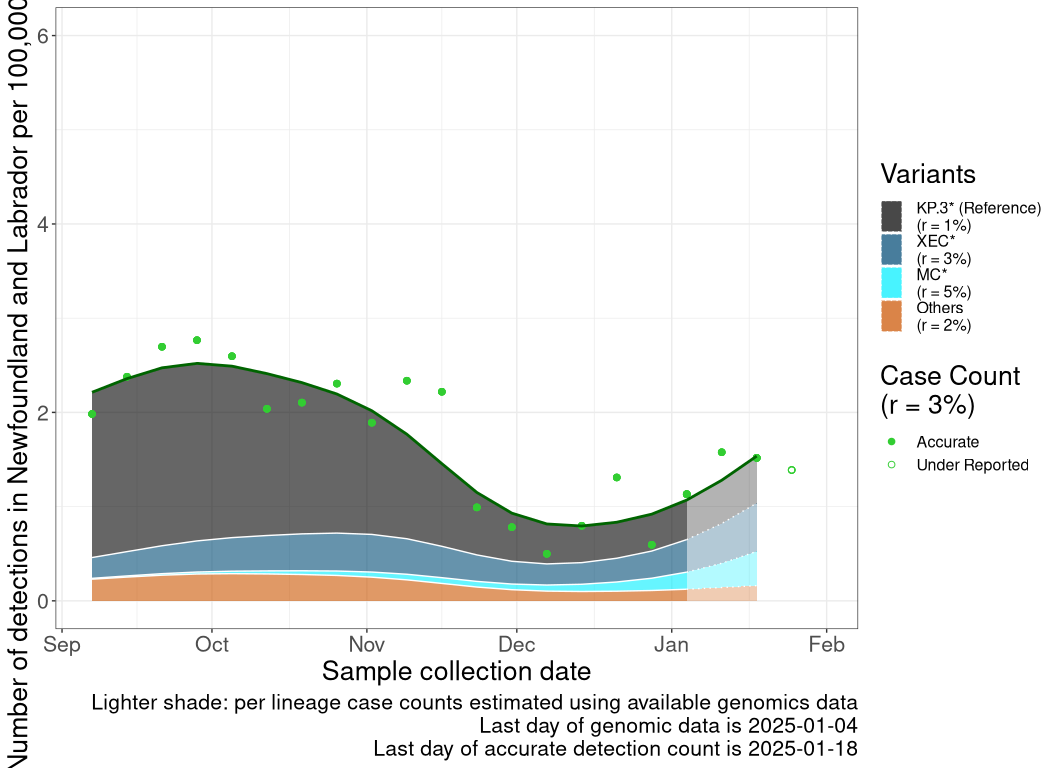 Number of detections in Newfoundland and Labrador per 100,000
6
4
2
0
Sep
Oct
Nov
Dec
Jan
Feb
Sample collection date
Lighter shade: per lineage case counts estimated using available genomics data
Last day of genomic data is 2025-01-04
Last day of accurate detection count is 2025-01-18
Variants
KP.3* (Reference)
(r = 1%)
XEC*
(r = 3%)
MC*
(r = 5%)
Others
(r = 2%)
Case Count
(r = 3%)
Accurate
Under Reported